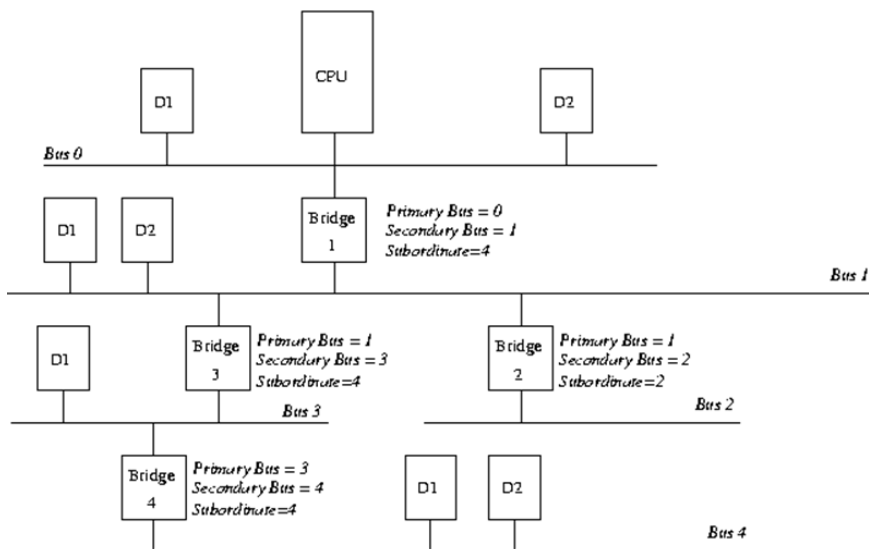 CPU
D1
D2
Bus 0
D1
D2
Bridge
1
Primary Bus = 0
Secondary Bus = 1
Subordinate=4
Bus 1
D1
Bridge
3
Primary Bus = 1
Secondary Bus = 3
Subordinate=4
Bridge
2
Primary Bus = 1
Secondary Bus = 2
Subordinate=2
Bus 3
Bus 2
Bridge
4
Primary Bus = 3
Secondary Bus = 4
Subordinate=4
D1
D2
Bus 4